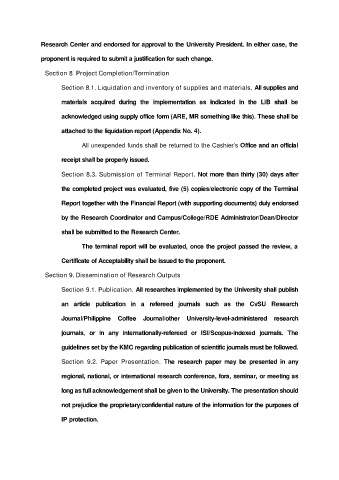 Research Center and endorsed for approval to the University President. In either case, the
proponent is required to submit a justification for such change.
Section 8. Project Completion/Termination
Section 8.1. Liquidation and inventory of supplies and materials. All supplies and
materials acquired during the implementation as indicated in the LIB shall be
acknowledged using supply office form (ARE, MR something like this). These shall be
attached to the liquidation report (Appendix No. 4).
All unexpended funds shall be returned to the Cashier's Office and an official
receipt shall be properly issued.
Section 8.3. Submission of Terminal Report. Not more than thirty (30) days after
the completed project was evaluated, five (5) copies/electronic copy of the Terminal
Report together with the Financial Report (with supporting documents) duly endorsed
by the Research Coordinator and Campus/College/RDE Administrator/Dean/Director
shall be submitted to the Research Center.
The terminal report will be evaluated, once the project passed the review, a
Certificate of Acceptability shall be issued to the proponent.
Section 9. Dissemination of Research Outputs
Section 9.1. Publication. All researches implemented by the University shall publish
an article publication in a refereed journals such as the CvSU Research
Journal/Philippine Coffee Journal/other University-level-administered research
journals, or in any internationally-refereed or ISI/Scopus-indexed journals. The
guidelines set by the KMC regarding publication of scientific journals must be followed.
Section 9.2. Paper Presentation. The research paper may be presented in any
regional, national, or international research conference, fora, seminar, or meeting as
long as full acknowledgement shall be given to the University. The presentation should
not prejudice the proprietary/confidential nature of the information for the purposes of
IP protection.